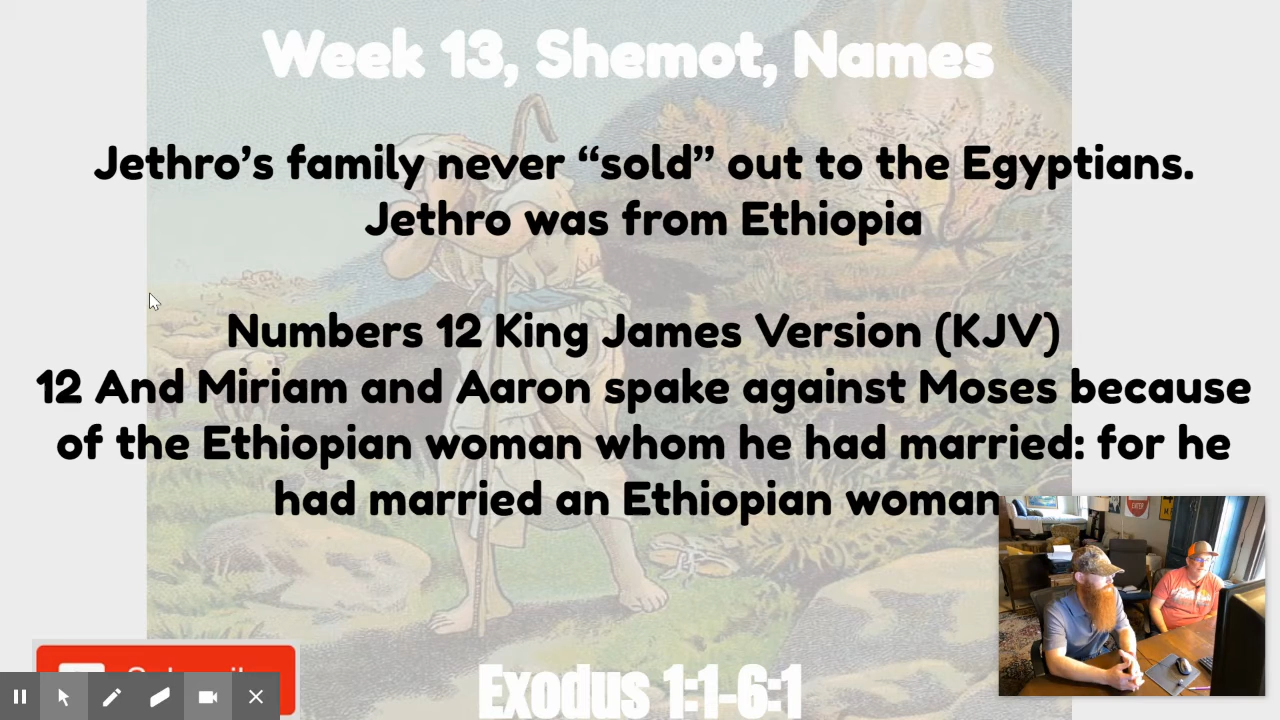 Week 13, Shemot, Names
Jethro’s family never “sold” out to the Egyptians.
Jethro was from Ethiopia
Numbers 12 King James Version (KJV)
12 And Miriam and Aaron spake against Moses because
of the Ethiopian woman whom he had married: for he
had married an Ethiopian woman
Exodus 1:1-6:1